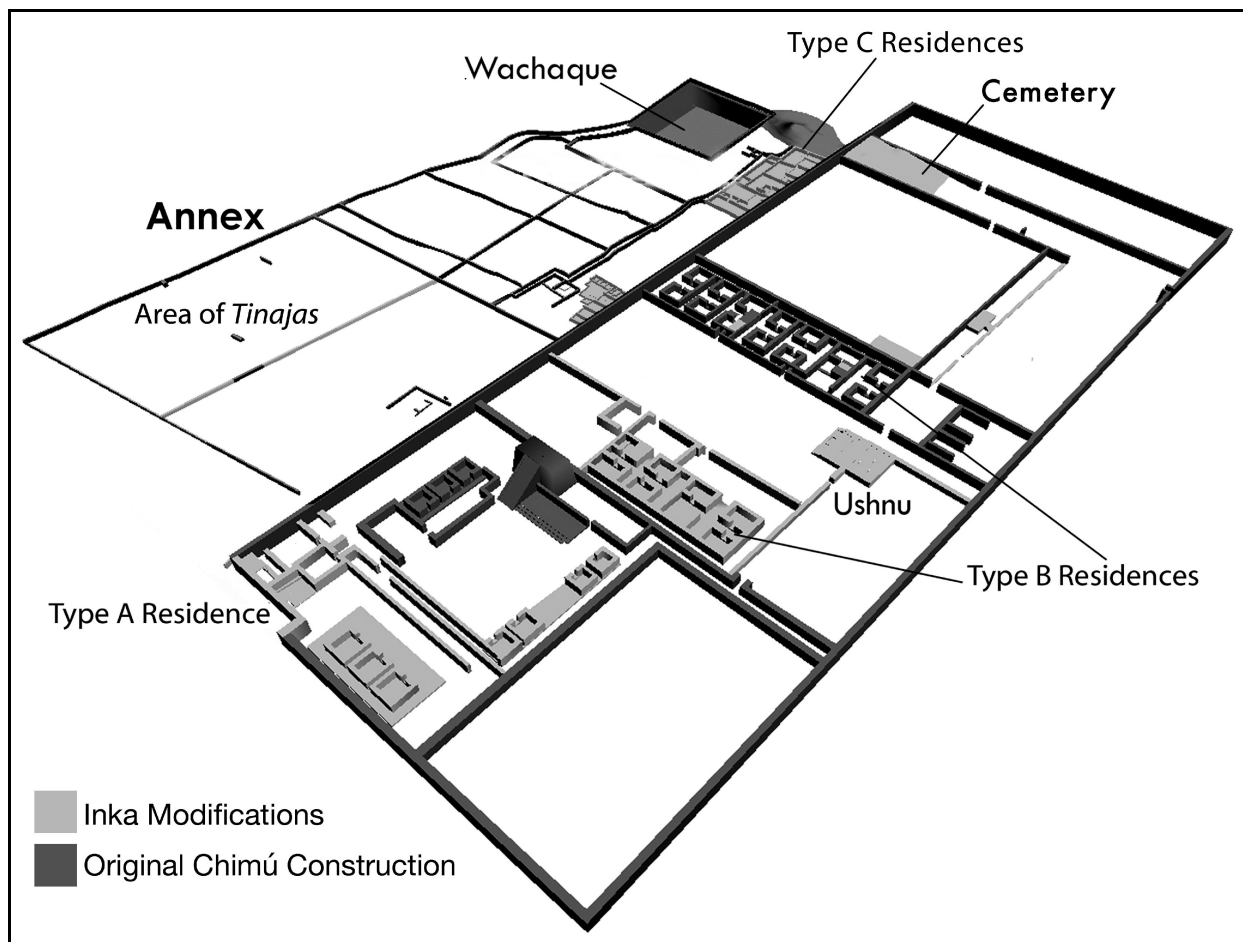 Type C Residences
Wachaque
Cemetery
Annex
Area of Tinajas
Ushnu
Type B Residences
Type A Residence
Inka Modifications
Original Chimú Construction